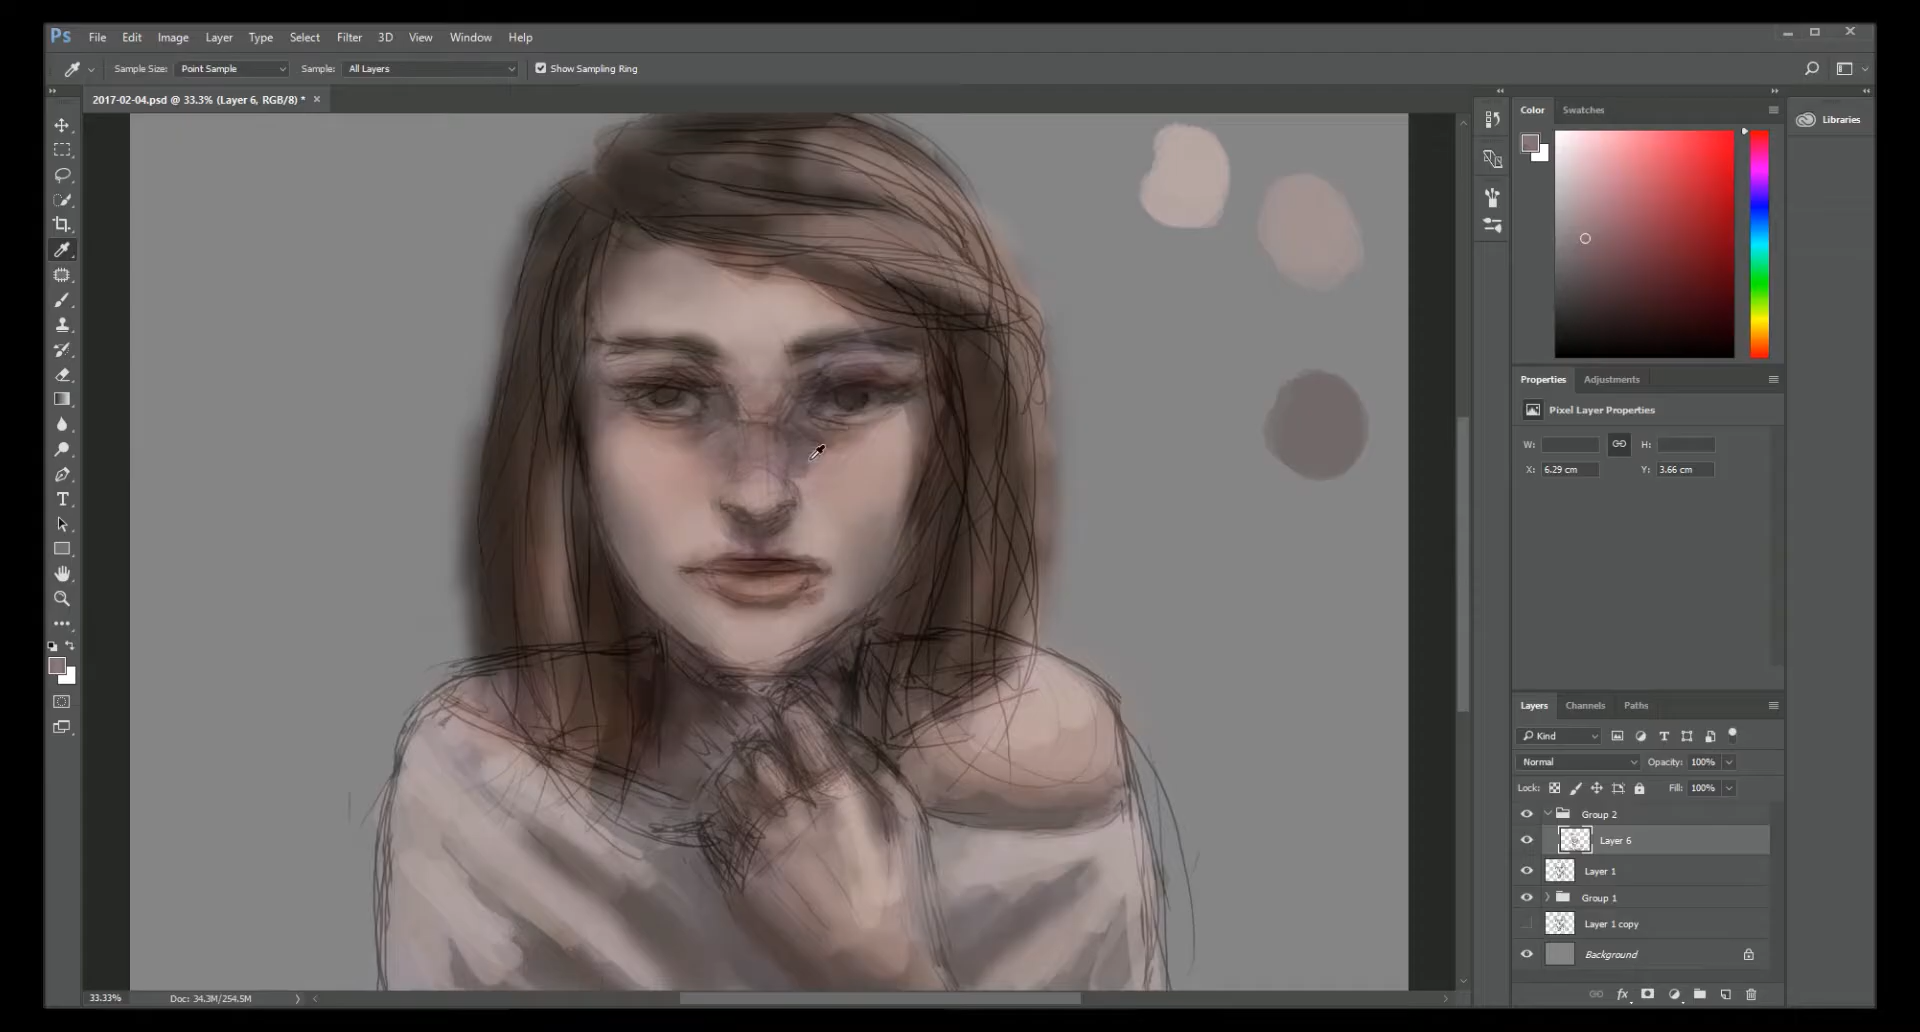 Ps File Edit Image Layer Type Select Filter 3D View Window Help
Sample Size: Point Sample Sample: All Layers Show Sampling Ring
2017-02-04.psd @ 33.3% (Layer 6, RGB/8) * ×
Color Swatches
Libraries
Properties Adjustments
Pixel Layer Properties
W: H:
X: 6.29 cm Y: 3.66 cm
Layers Channels Paths
Kind
Normal Opacity: 100%
Lock: Fill: 100%
Group 2
Layer 6
Layer 1
Group 1
Layer 1 copy
Background
fx
33.33% Doc: 34.3M/254.5M